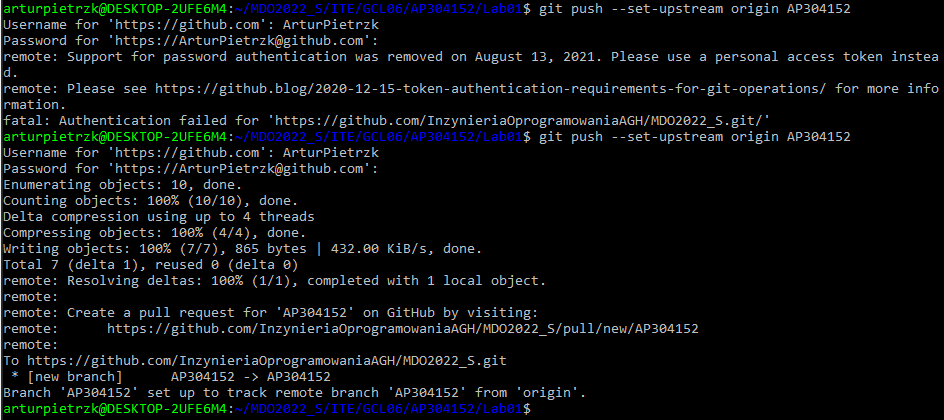 arturpietrzk@DESKTOP-2UFE6M4:~/MDO2022_S/ITE/GCL06/AP304152/Lab01$ git push --set-upstream origin AP304152
Username for 'https://github.com': ArturPietrzk
Password for 'https://ArturPietrzk@github.com':
remote: Support for password authentication was removed on August 13, 2021. Please use a personal access token instea
d.
remote: Please see https://github.blog/2020-12-15-token-authentication-requirements-for-git-operations/ for more info
rmation.
fatal: Authentication failed for 'https://github.com/InzynieriaOprogramowaniaAGH/MDO2022_S.git/'
arturpietrzk@DESKTOP-2UFE6M4:~/MDO2022_S/ITE/GCL06/AP304152/Lab01$ git push --set-upstream origin AP304152
Username for 'https://github.com': ArturPietrzk
Password for 'https://ArturPietrzk@github.com':
Enumerating objects: 10, done.
Counting objects: 100% (10/10), done.
Delta compression using up to 4 threads
Compressing objects: 100% (4/4), done.
Writing objects: 100% (7/7), 865 bytes | 432.00 KiB/s, done.
Total 7 (delta 1), reused 0 (delta 0)
remote: Resolving deltas: 100% (1/1), completed with 1 local object.
remote:
remote: Create a pull request for 'AP304152' on GitHub by visiting:
remote:      https://github.com/InzynieriaOprogramowaniaAGH/MDO2022_S/pull/new/AP304152
remote:
To https://github.com/InzynieriaOprogramowaniaAGH/MDO2022_S.git
 * [new branch]      AP304152 -> AP304152
Branch 'AP304152' set up to track remote branch 'AP304152' from 'origin'.
arturpietrzk@DESKTOP-2UFE6M4:~/MDO2022_S/ITE/GCL06/AP304152/Lab01$